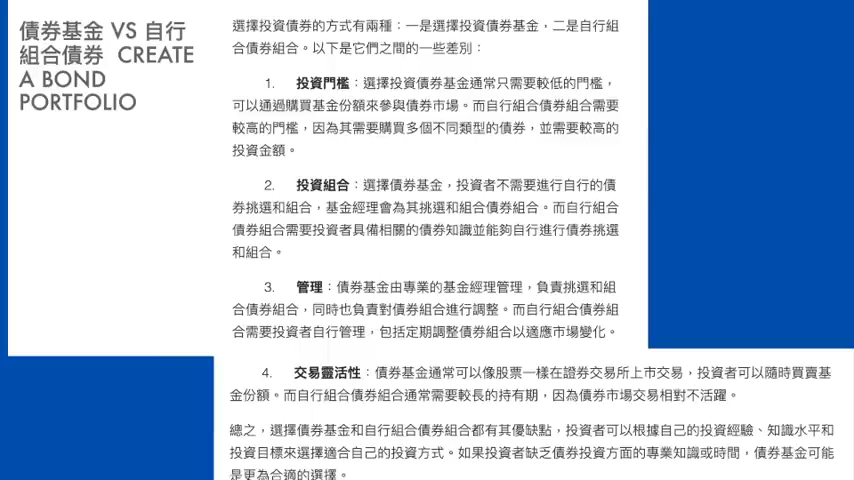 債券基金 VS 自行
組合債券 CREATE
A BOND
PORTFOLIO
選擇投資債券的方式有兩種：一是選擇投資債券基金，二是自行組
合債券組合。以下是它們之間的一些差別：
1. 投資門檻：選擇投資債券基金通常只需要較低的門檻，
可以通過購買基金份額來參與債券市場。而自行組合債券組合需要
較高的門檻，因為其需要購買多個不同類型的債券，並需要較高的
投資金額。
2. 投資組合：選擇債券基金，投資者不需要進行自行的債
券挑選和組合，基金經理會為其挑選和組合債券組合。而自行組合
債券組合需要投資者具備相關的債券知識並能夠自行進行債券挑選
和組合。
3. 管理：債券基金由專業的基金經理管理，負責挑選和組
合債券組合，同時也負責對債券組合進行調整。而自行組合債券組
合需要投資者自行管理，包括定期調整債券組合以適應市場變化。
4. 交易靈活性：債券基金通常可以像股票一樣在證券交易所上市交易，投資者可以隨時買賣基
金份額。而自行組合債券組合通常需要較長的持有期，因為債券市場交易相對不活躍。
總之，選擇債券基金和自行組合債券組合都有其優缺點，投資者可以根據自己的投資經驗、知識水平和
投資目標來選擇適合自己的投資方式。如果投資者缺乏債券投資方面的專業知識或時間，債券基金可能
是更為合適的選擇。